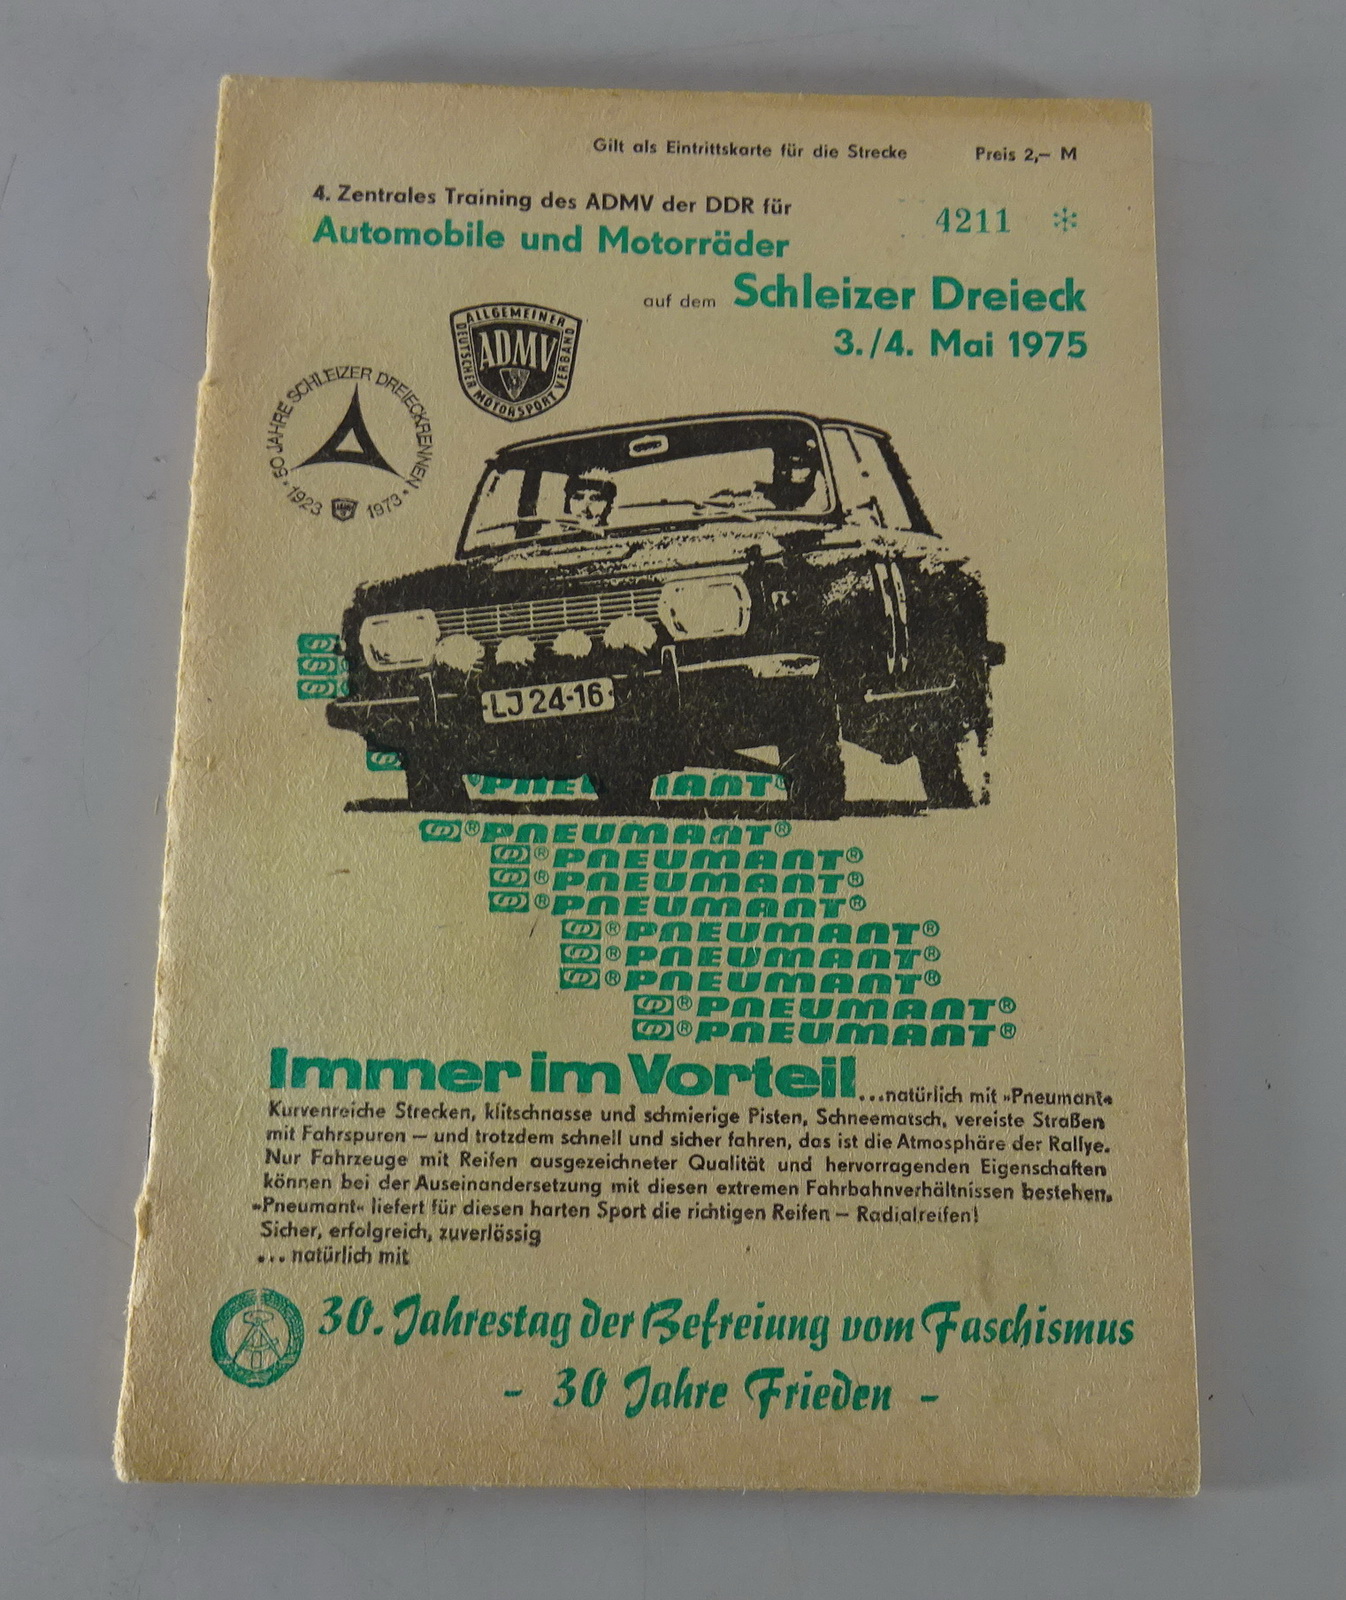 Gilt als Eintrittskarte für die Strecke Preis 2,– M
4. Zentrales Training des ADMV der DDR für
4211 *
Automobile und Motorräder
auf dem Schleizer Dreieck
3./4. Mai 1975
ALLGEMEINER
DEUTSCHER
ADMV
VERBAND
MOTORSPORT
50 JAHRE SCHLEIZER DREIECKRENNEN
1923 1973
LJ 24-16
PNEUMANT®
®PNEUMANT®
®PNEUMANT®
®PNEUMANT®
®PNEUMANT®
®PNEUMANT®
®PNEUMANT®
®PNEUMANT®
®PNEUMANT®
®PNEUMANT®
Immer im Vorteil ...natürlich mit »Pneumant«
Kurvenreiche Strecken, klitschnasse und schmierige Pisten, Schneematsch, vereiste Straßen
mit Fahrspuren – und trotzdem schnell und sicher fahren, das ist die Atmosphäre der Rallye.
Nur Fahrzeuge mit Reifen ausgezeichneter Qualität und hervorragenden Eigenschaften
können bei der Auseinandersetzung mit diesen extremen Fahrbahnverhältnissen bestehen.
»Pneumant« liefert für diesen harten Sport die richtigen Reifen – Radialreifen!
Sicher, erfolgreich, zuverlässig
... natürlich mit
30. Jahrestag der Befreiung vom Faschismus
- 30 Jahre Frieden -